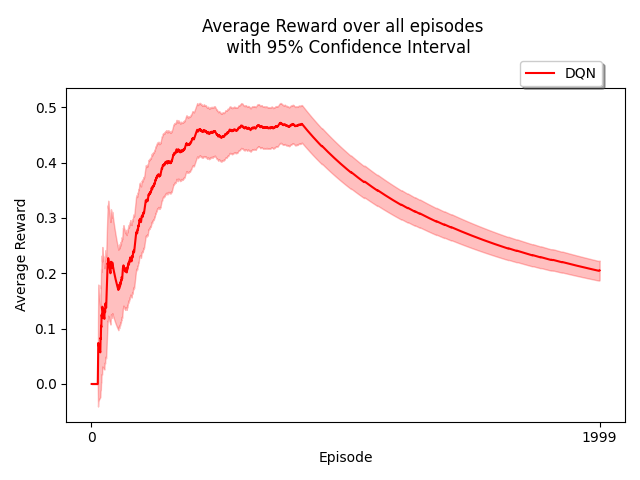 Average Reward over all episodes
with 95% Confidence Interval
DQN
0.5
0.4
0.3
0.2
0.1
0.0
Average Reward
0
1999
Episode